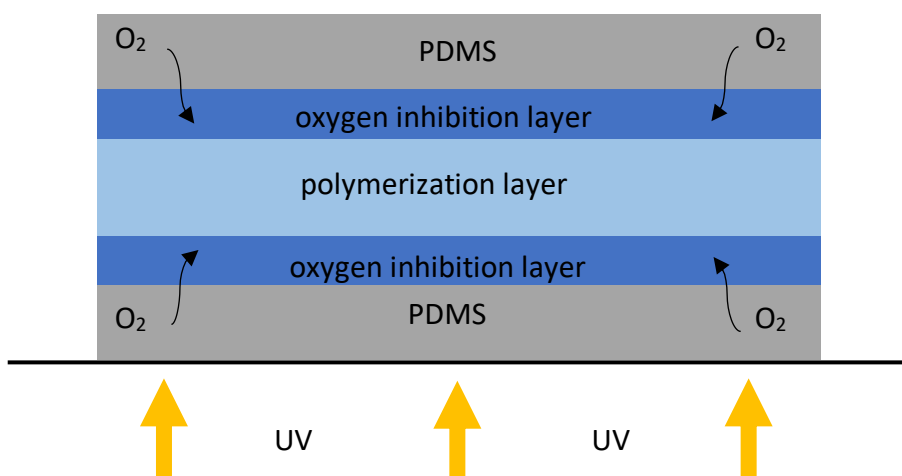 O₂
PDMS
O₂
oxygen inhibition layer
polymerization layer
oxygen inhibition layer
O₂
PDMS
O₂
UV
UV